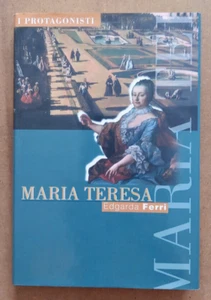 I PROTAGONISTI
MARIA TERESA
Edgarda Ferri
MARIA TE